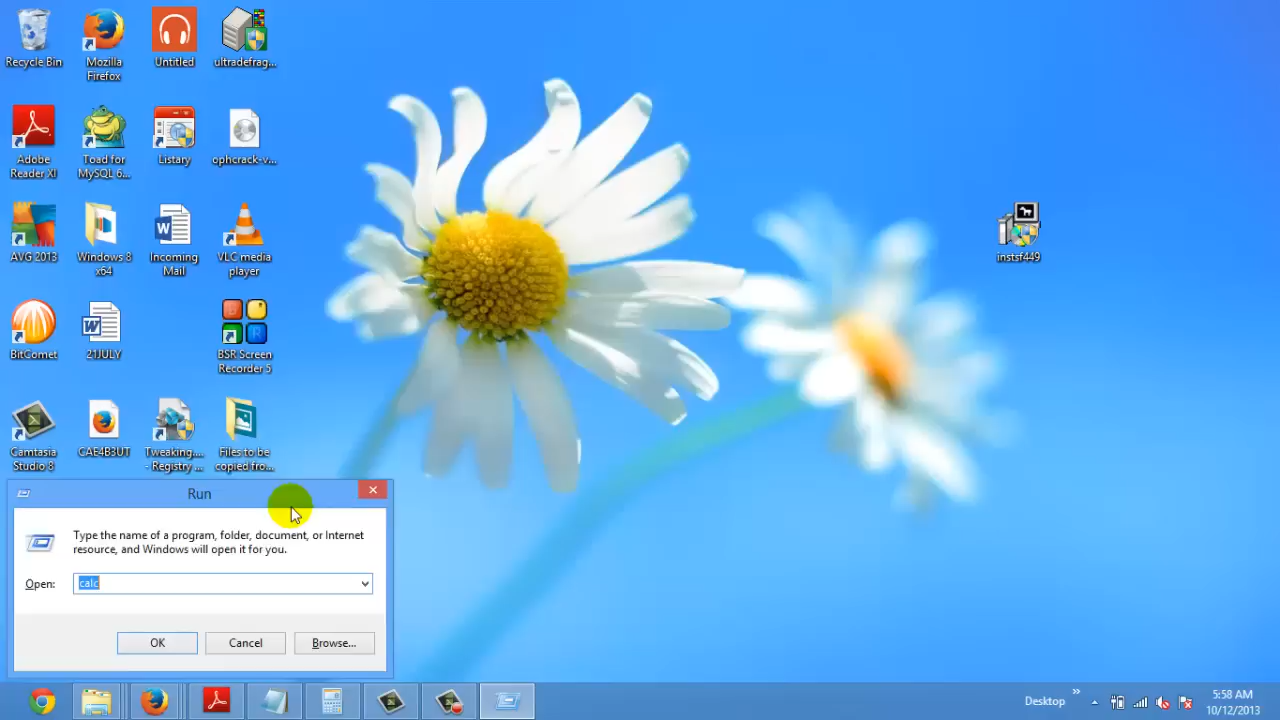 Recycle Bin
Mozilla
Firefox
Untitled
ultradefrag...
Adobe
Reader XI
Toad for
MySQL 6...
Listary
ophcrack-v...
AVG 2013
Windows 8
x64
Incoming
Mail
VLC media
player
BitComet
21JULY
BSR Screen
Recorder 5
Camtasia
Studio 8
CAE4B3UT
Tweaking....
- Registry ...
Files to be
copied fro...
instsf449
Run
Type the name of a program, folder, document, or Internet
resource, and Windows will open it for you.
Open:
calc
OK
Cancel
Browse...
Desktop
5:58 AM
10/12/2013